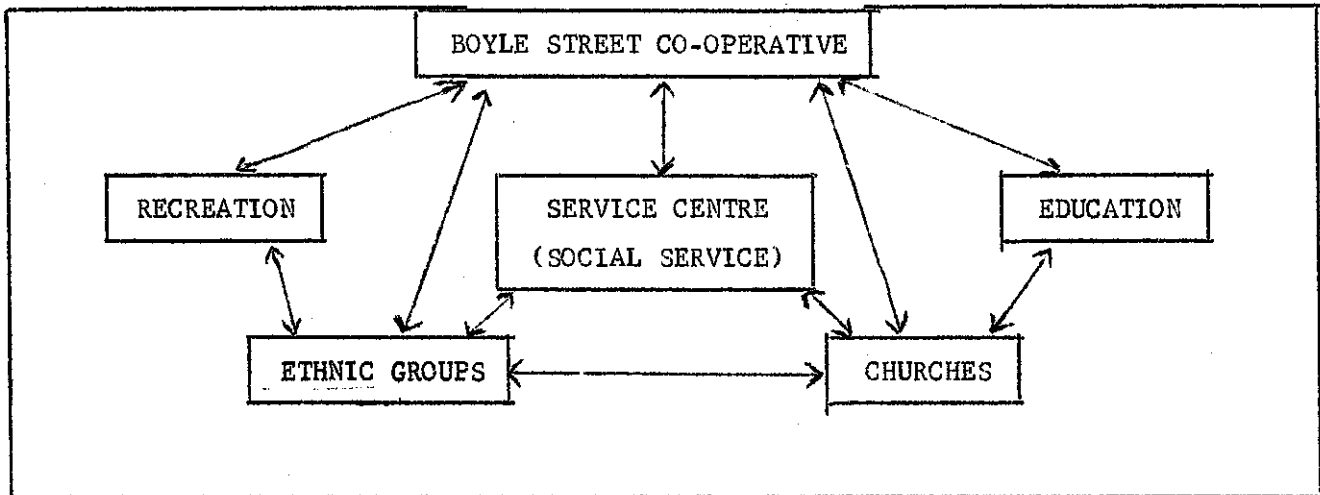 BOYLE STREET CO-OPERATIVE
RECREATION
SERVICE CENTRE
(SOCIAL SERVICE)
EDUCATION
ETHNIC GROUPS
CHURCHES